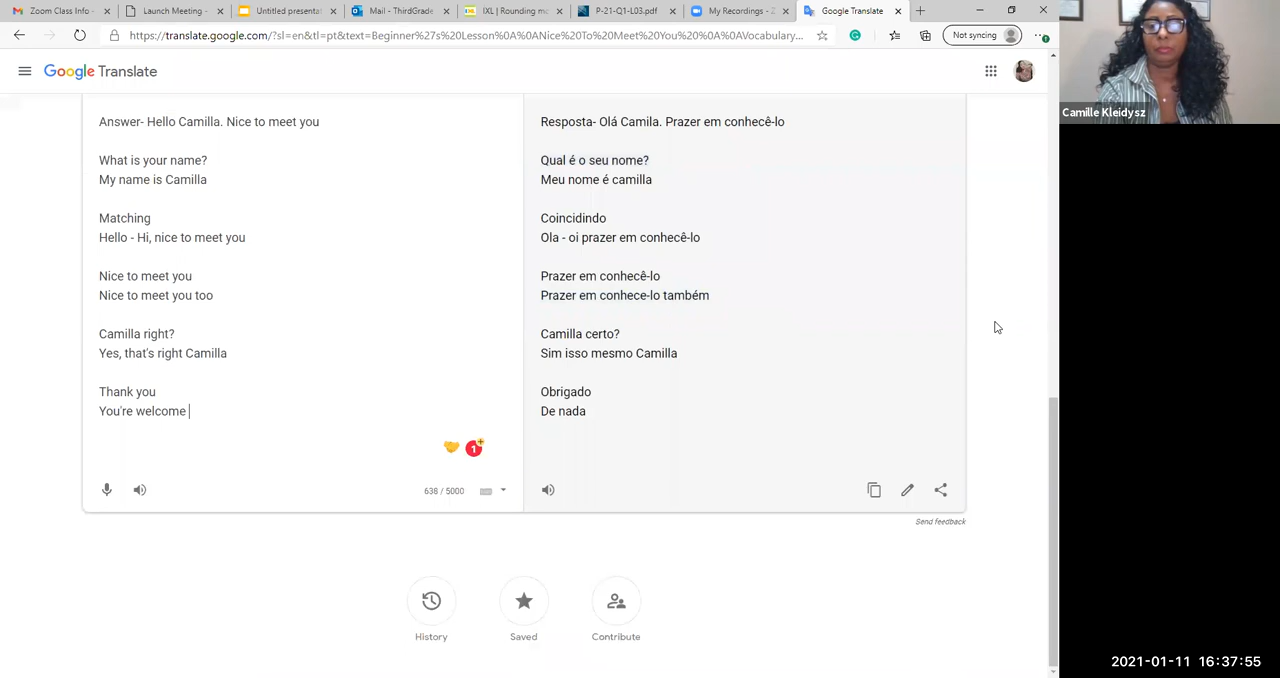 Zoom Class Info -
Launch Meeting -
Untitled presenta
Mail - ThirdGrade
IXL | Rounding m
P-21-Q1-L03.pdf
My Recordings - Z
Google Translate
https://translate.google.com/?sl=en&tl=pt&text=Beginner%27s%20Lesson%0A%0ANice%20To%20Meet%20You%20%0A%0AVocabulary...
Not syncing
Google Translate
Camille Kleidysz
Answer- Hello Camilla. Nice to meet you
What is your name?
My name is Camilla
Matching
Hello - Hi, nice to meet you
Nice to meet you
Nice to meet you too
Camilla right?
Yes, that's right Camilla
Thank you
You're welcome
1
638 / 5000
Resposta- Olá Camila. Prazer em conhecê-lo
Qual é o seu nome?
Meu nome é camilla
Coincidindo
Ola - oi prazer em conhecê-lo
Prazer em conhecê-lo
Prazer em conhece-lo também
Camilla certo?
Sim isso mesmo Camilla
Obrigado
De nada
Send feedback
History
Saved
Contribute
2021-01-11 16:37:55